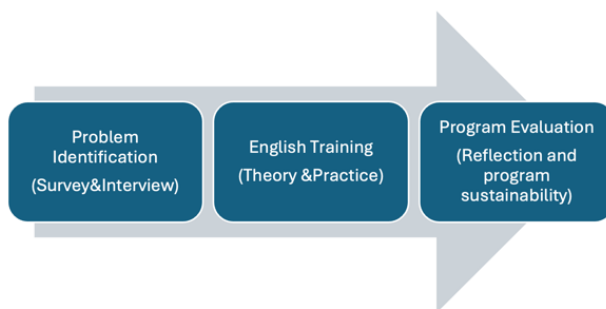 Problem
Identification
(Survey&Interview)
English Training
(Theory &Practice)
Program Evaluation
(Reflection and
program
sustainability)